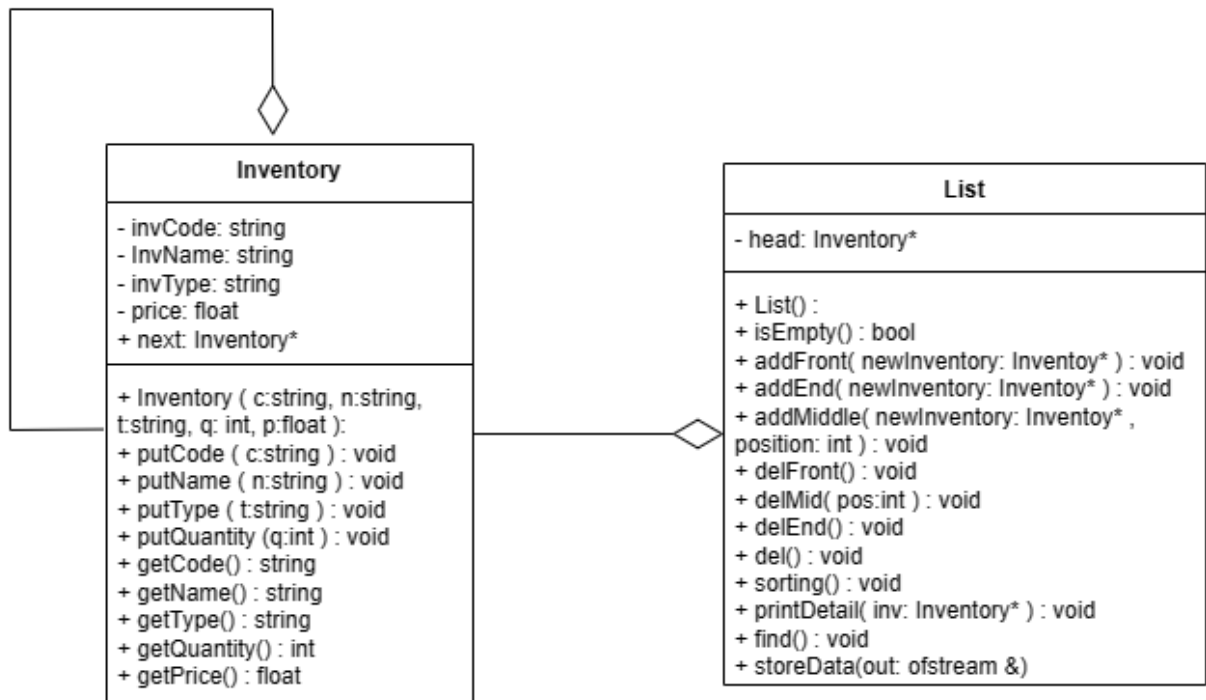 Inventory
- invCode: string
- InvName: string
- invType: string
- price: float
+ next: Inventory*
+ Inventory ( c:string, n:string,
t:string, q: int, p:float ):
+ putCode ( c:string ) : void
+ putName ( n:string ) : void
+ putType ( t:string ) : void
+ putQuantity (q:int ) : void
+ getCode() : string
+ getName() : string
+ getType() : string
+ getQuantity() : int
+ getPrice() : float
List
- head: Inventory*
+ List() :
+ isEmpty() : bool
+ addFront( newInventory: Inventoy* ) : void
+ addEnd( newInventory: Inventoy* ) : void
+ addMiddle( newInventory: Inventoy* ,
position: int ) : void
+ delFront() : void
+ delMid( pos:int ) : void
+ delEnd() : void
+ del() : void
+ sorting() : void
+ printDetail( inv: Inventory* ) : void
+ find() : void
+ storeData(out: ofstream &)